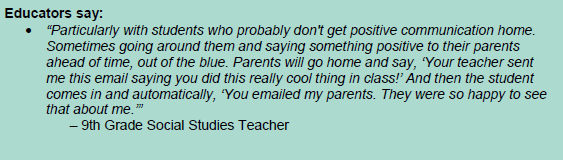 Educators say:
• “Particularly with students who probably don't get positive communication home.
Sometimes going around them and saying something positive to their parents
ahead of time, out of the blue. Parents will go home and say, ‘Your teacher sent
me this email saying you did this really cool thing in class!’ And then the student
comes in and automatically, ‘You emailed my parents. They were so happy to see
that about me.’”
– 9th Grade Social Studies Teacher